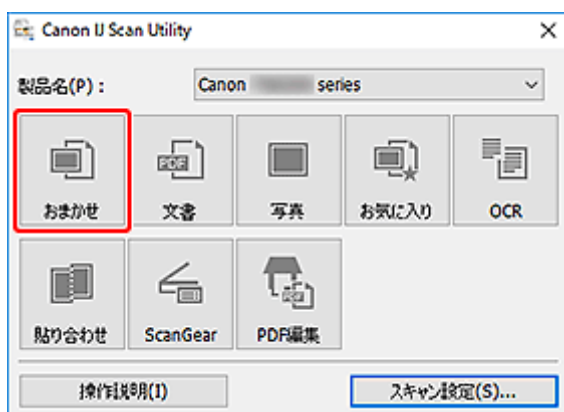 Canon IJ Scan Utility
製品名(P)： Canon series
おまかせ 文書 写真 お気に入り OCR
貼り合わせ ScanGear PDF編集
操作説明(I) スキャン設定(S)...